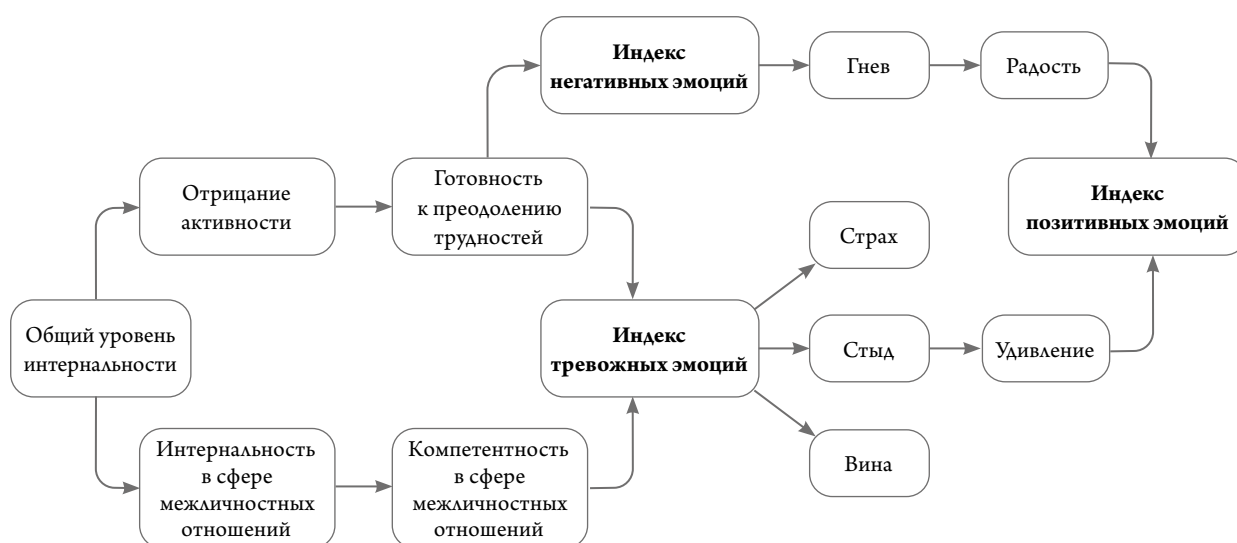 Индекс
негативных эмоций
Гнев
Радость
Отрицание
активности
Готовность
к преодолению
трудностей
Индекс
позитивных эмоций
Страх
Общий уровень
интернальности
Индекс
тревожных эмоций
Стыд
Удивление
Интернальность
в сфере
межличностных
отношений
Компетентность
в сфере
межличностных
отношений
Вина